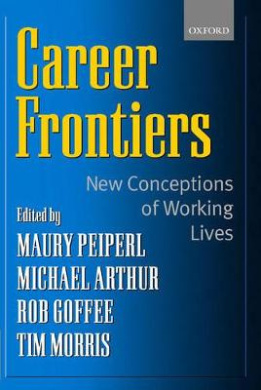 OXFORD
Career
Frontiers
New Conceptions
of Working
Lives
Edited by
MAURY PEIPERL
MICHAEL ARTHUR
ROB GOFFEE
TIM MORRIS